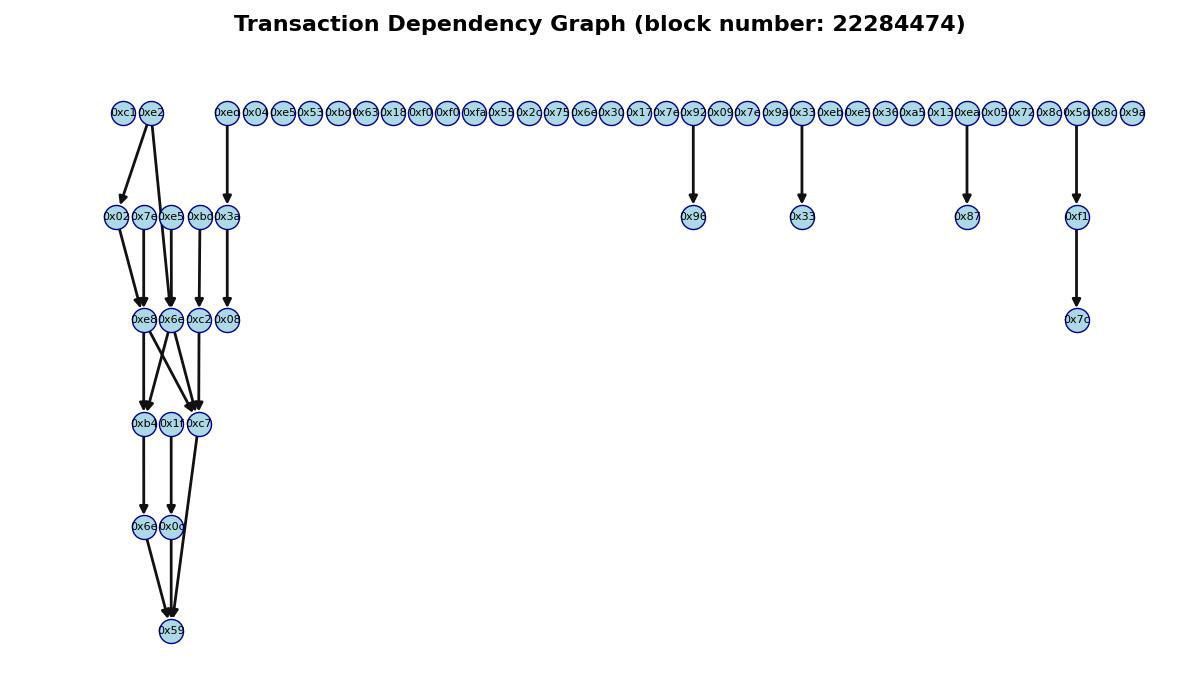 Transaction Dependency Graph (block number: 22284474)
0xc1 0xe2 0xed 0x04 0xe5 0x53 0xbd 0x63 0x18 0xf0 0xf0 0xfa 0x55 0x2c 0x75 0x6e 0x30 0x17 0x7e 0x92 0x09 0x7e 0x9a 0x33 0xeb 0xe5 0x36 0xa5 0x13 0xea 0x05 0x72 0x8c 0x5d 0x8c 0x9a
0x02 0x7e 0xe5 0xbd 0x3a 0x96 0x33 0x87 0xf1
0xe8 0x6e 0xc2 0x08 0x7c
0xb4 0x1f 0xc7
0x6e
0x59